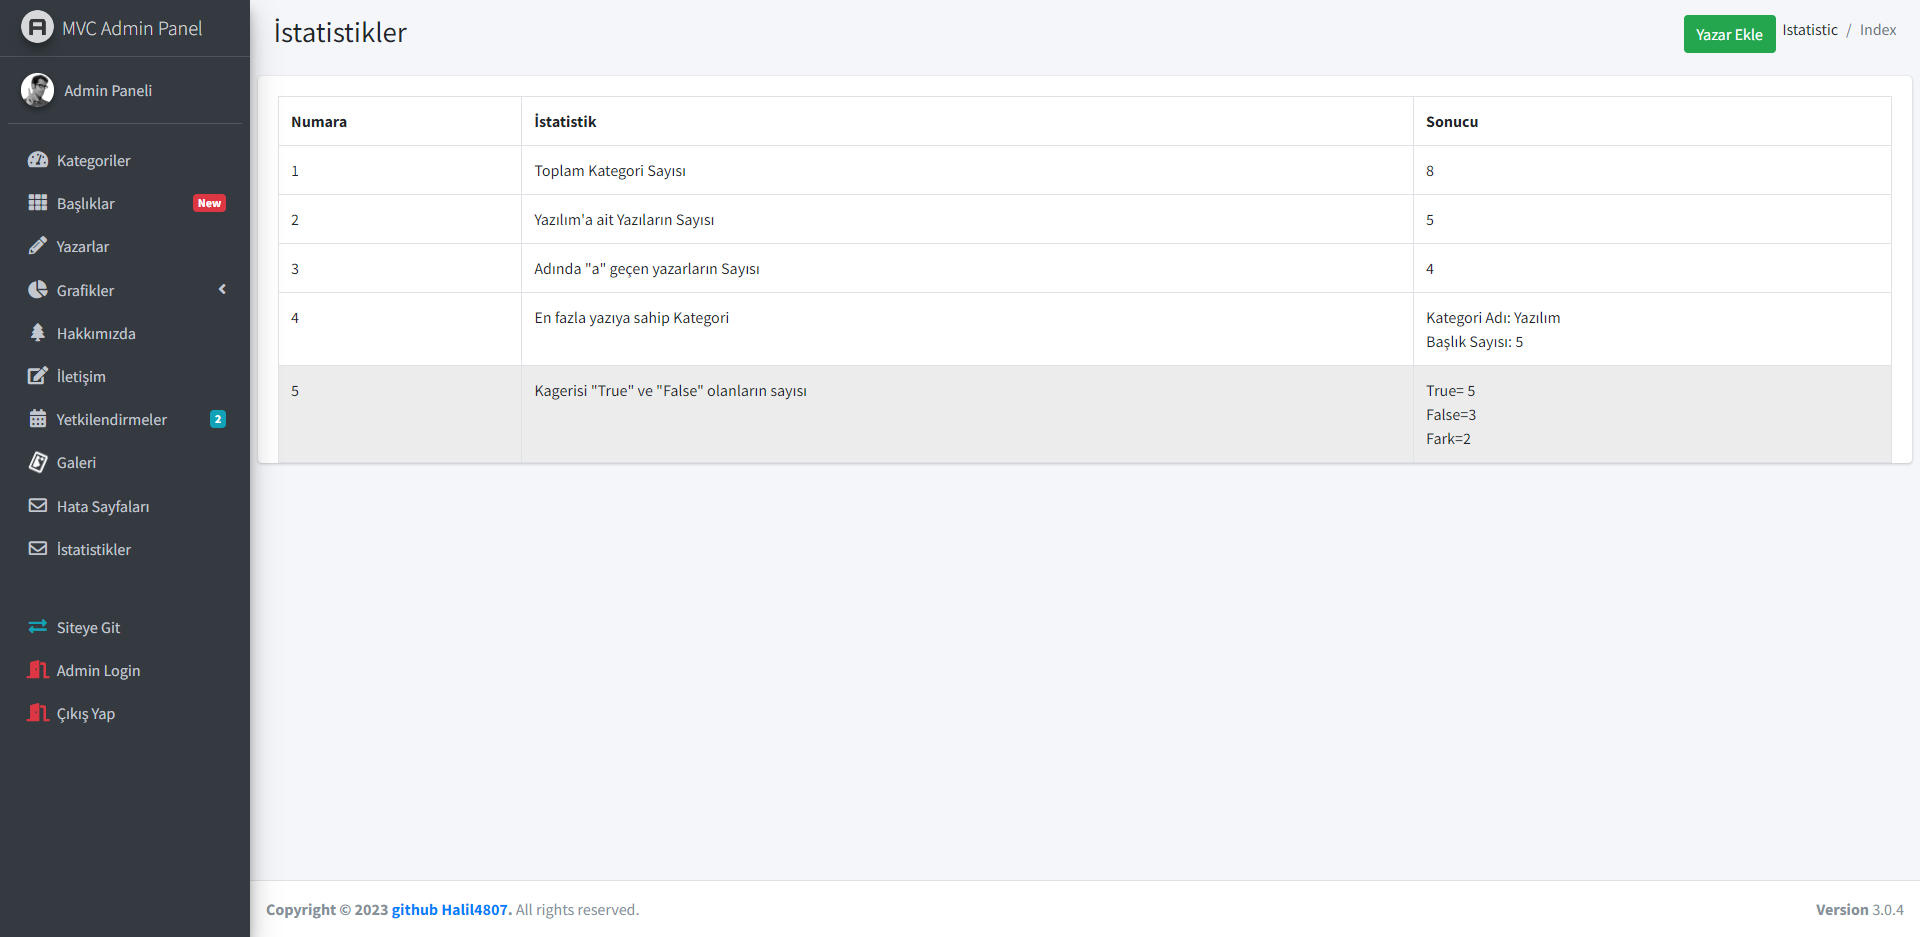 MVC Admin Panel
Admin Paneli
Kategoriler
Başlıklar New
Yazarlar
Grafikler
Hakkımızda
İletişim
Yetkilendirmeler 2
Galeri
Hata Sayfaları
İstatistikler
Siteye Git
Admin Login
Çıkış Yap
İstatistikler
Yazar Ekle Istatistic / Index
Numara İstatistik Sonucu
1 Toplam Kategori Sayısı 8
2 Yazılım'a ait Yazıların Sayısı 5
3 Adında "a" geçen yazarların Sayısı 4
4 En fazla yazıya sahip Kategori Kategori Adı: Yazılım
Başlık Sayısı: 5
5 Kagerisi "True" ve "False" olanların sayısı True= 5
False=3
Fark=2
Copyright © 2023 github Halil4807. All rights reserved.
Version 3.0.4